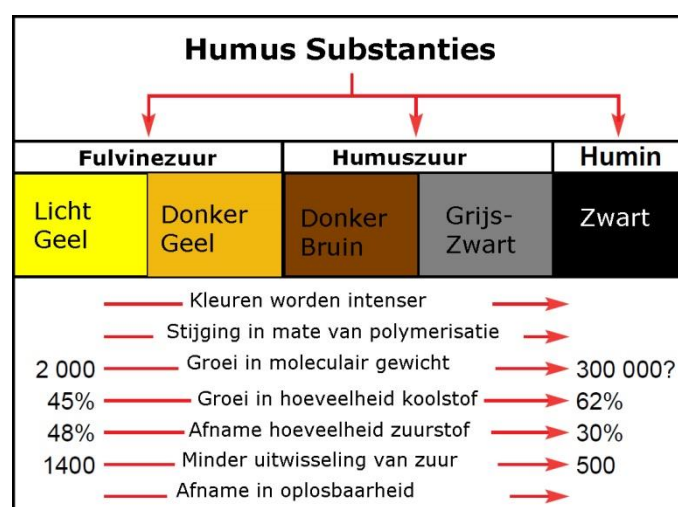 Humus Substanties
Fulvinezuur Humuszuur Humin
Licht Geel
Donker Geel
Donker Bruin
Grijs-Zwart
Zwart
Kleuren worden intenser
Stijging in mate van polymerisatie
2 000 Groei in moleculair gewicht 300 000?
45% Groei in hoeveelheid koolstof 62%
48% Afname hoeveelheid zuurstof 30%
1400 Minder uitwisseling van zuur 500
Afname in oplosbaarheid